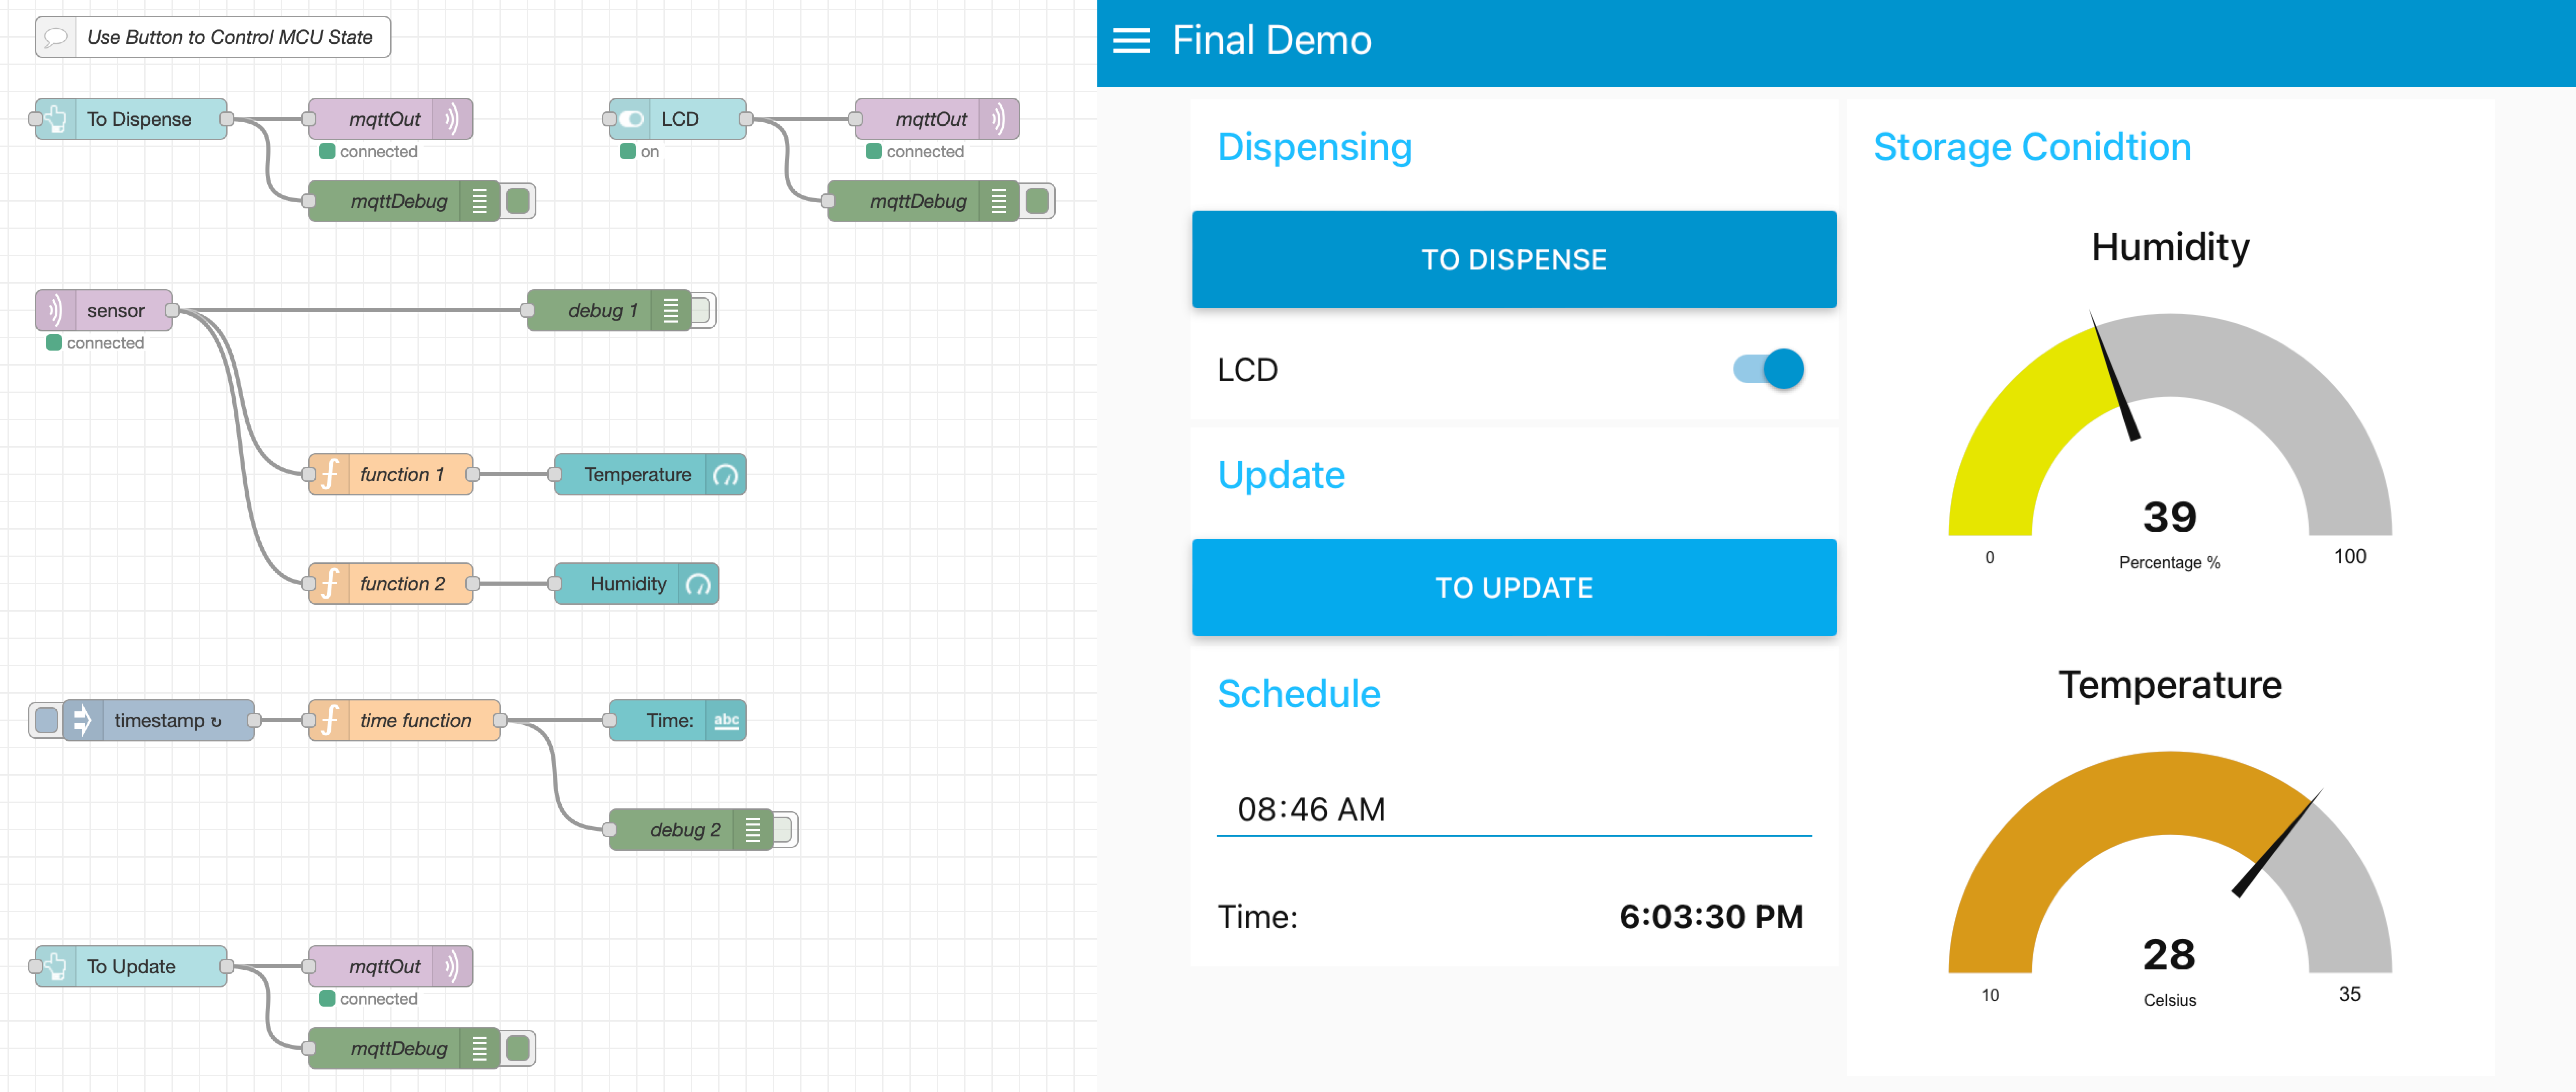 Use Button to Control MCU State
To Dispense
mqttOut
connected
mqttDebug
LCD
on
mqttOut
connected
mqttDebug
sensor
connected
debug 1
function 1
Temperature
function 2
Humidity
timestamp ↻
time function
Time:
abc
debug 2
To Update
mqttOut
connected
mqttDebug
Final Demo
Dispensing
TO DISPENSE
LCD
Update
TO UPDATE
Schedule
08:46 AM
Time: 6:03:30 PM
Storage Conidtion
Humidity
39
0
Percentage %
100
Temperature
28
10
Celsius
35